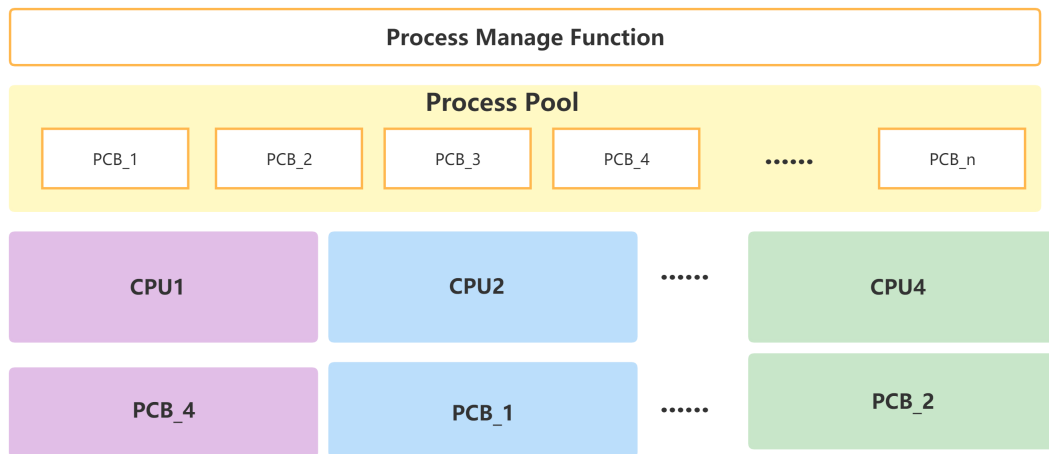 Process Manage Function
Process Pool
PCB_1 PCB_2 PCB_3 PCB_4 ...... PCB_n
CPU1 CPU2 ...... CPU4
PCB_4 PCB_1 ...... PCB_2